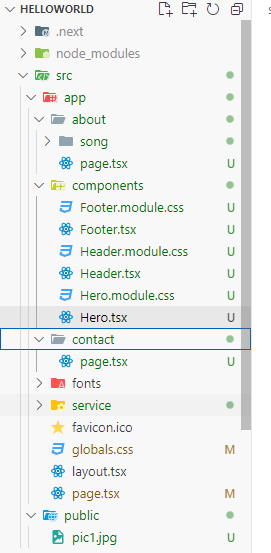 HELLOWORLD
.next
node_modules
src
app
about
song
page.tsx U
components
Footer.module.css U
Footer.tsx U
Header.module.css U
Header.tsx U
Hero.module.css U
Hero.tsx U
contact
page.tsx U
fonts
service
favicon.ico
globals.css M
layout.tsx
page.tsx M
public
pic1.jpg U